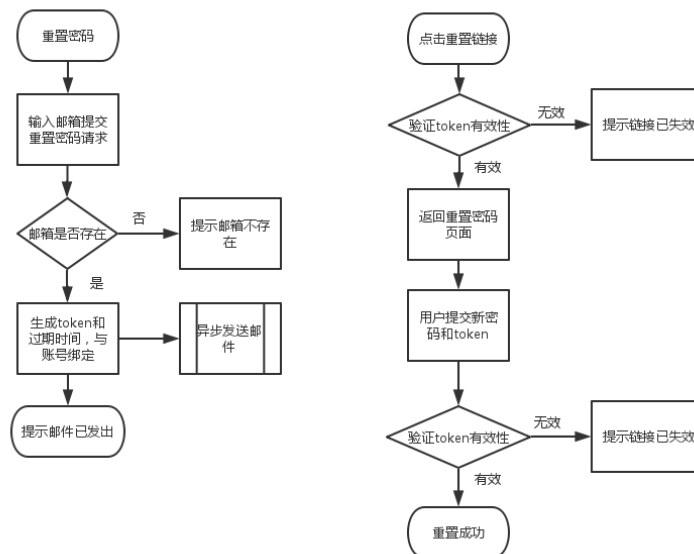 重置密码
输入邮箱提交
重置密码请求
邮箱是否存在
否
提示邮箱不存
在
是
生成token和
过期时间，与
账号绑定
异步发送邮
件
提示邮件已发出
点击重置链接
验证token有效性
无效
提示链接已失效
有效
返回重置密码
页面
用户提交新密
码和token
验证token有效性
无效
提示链接已失效
有效
重置成功